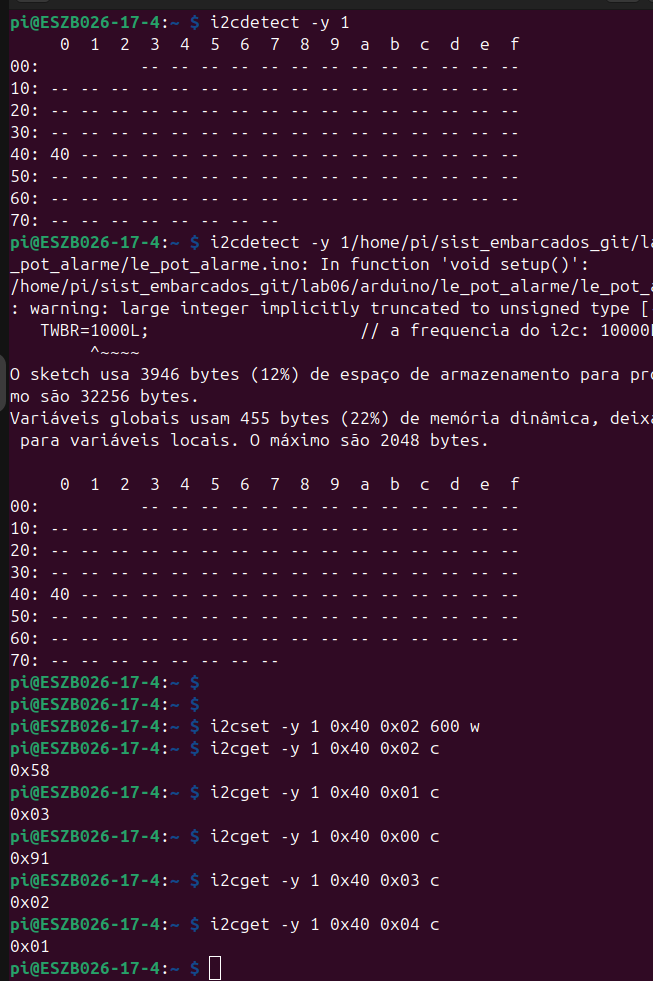 pi@ESZB026-17-4:~ $ i2cdetect -y 1
     0  1  2  3  4  5  6  7  8  9  a  b  c  d  e  f
00:          -- -- -- -- -- -- -- -- -- -- -- -- --
10: -- -- -- -- -- -- -- -- -- -- -- -- -- -- -- --
20: -- -- -- -- -- -- -- -- -- -- -- -- -- -- -- --
30: -- -- -- -- -- -- -- -- -- -- -- -- -- -- -- --
40: 40 -- -- -- -- -- -- -- -- -- -- -- -- -- -- --
50: -- -- -- -- -- -- -- -- -- -- -- -- -- -- -- --
60: -- -- -- -- -- -- -- -- -- -- -- -- -- -- -- --
70: -- -- -- -- -- -- -- --
pi@ESZB026-17-4:~ $ i2cdetect -y 1/home/pi/sist_embarcados_git/la
_pot_alarme/le_pot_alarme.ino: In function 'void setup()':
/home/pi/sist_embarcados_git/lab06/arduino/le_pot_alarme/le_pot_a
: warning: large integer implicitly truncated to unsigned type [
   TWBR=1000L;                     // a frequencia do i2c: 10000
        ^~~~~
O sketch usa 3946 bytes (12%) de espaço de armazenamento para pro
mo são 32256 bytes.
Variáveis globais usam 455 bytes (22%) de memória dinâmica, deixa
 para variáveis locais. O máximo são 2048 bytes.
     0  1  2  3  4  5  6  7  8  9  a  b  c  d  e  f
00:          -- -- -- -- -- -- -- -- -- -- -- -- --
10: -- -- -- -- -- -- -- -- -- -- -- -- -- -- -- --
20: -- -- -- -- -- -- -- -- -- -- -- -- -- -- -- --
30: -- -- -- -- -- -- -- -- -- -- -- -- -- -- -- --
40: 40 -- -- -- -- -- -- -- -- -- -- -- -- -- -- --
50: -- -- -- -- -- -- -- -- -- -- -- -- -- -- -- --
60: -- -- -- -- -- -- -- -- -- -- -- -- -- -- -- --
70: -- -- -- -- -- -- -- --
pi@ESZB026-17-4:~ $
pi@ESZB026-17-4:~ $
pi@ESZB026-17-4:~ $ i2cset -y 1 0x40 0x02 600 w
pi@ESZB026-17-4:~ $ i2cget -y 1 0x40 0x02 c
0x58
pi@ESZB026-17-4:~ $ i2cget -y 1 0x40 0x01 c
0x03
pi@ESZB026-17-4:~ $ i2cget -y 1 0x40 0x00 c
0x91
pi@ESZB026-17-4:~ $ i2cget -y 1 0x40 0x03 c
0x02
pi@ESZB026-17-4:~ $ i2cget -y 1 0x40 0x04 c
0x01
pi@ESZB026-17-4:~ $